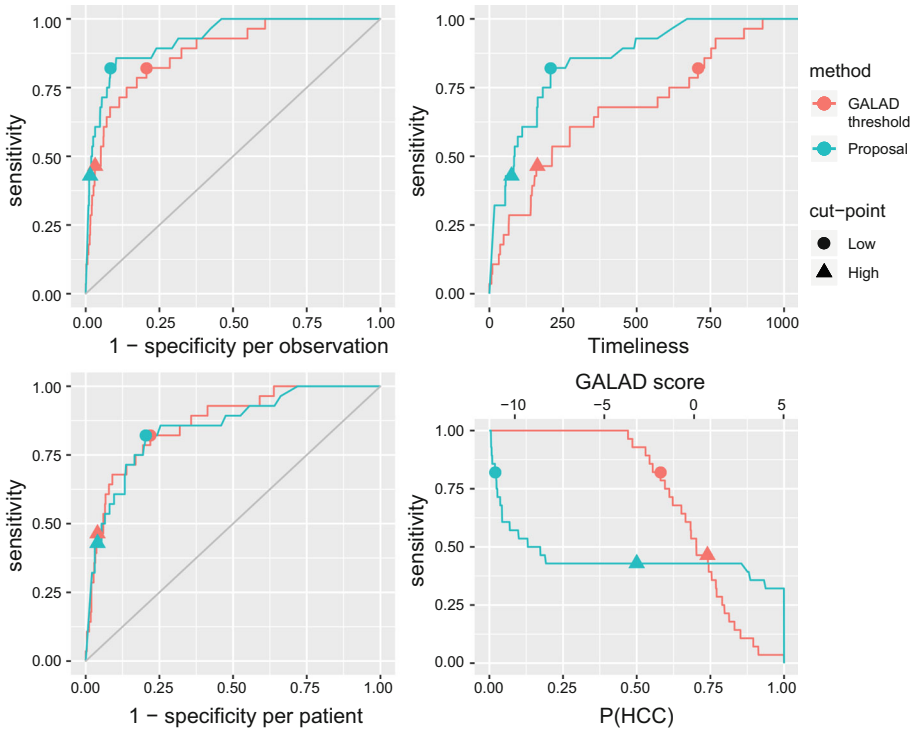 1.00
0.75
0.50
0.25
0.00
sensitivity
0.00 0.25 0.50 0.75 1.00
1 − specificity per observation
1.00
0.75
0.50
0.25
0.00
sensitivity
0 250 500 750 1000
Timeliness
method
GALAD
threshold
Proposal
cut−point
Low
High
1.00
0.75
0.50
0.25
0.00
sensitivity
0.00 0.25 0.50 0.75 1.00
1 − specificity per patient
GALAD score
−10 −5 0 5
1.00
0.75
0.50
0.25
0.00
sensitivity
0.00 0.25 0.50 0.75 1.00
P(HCC)